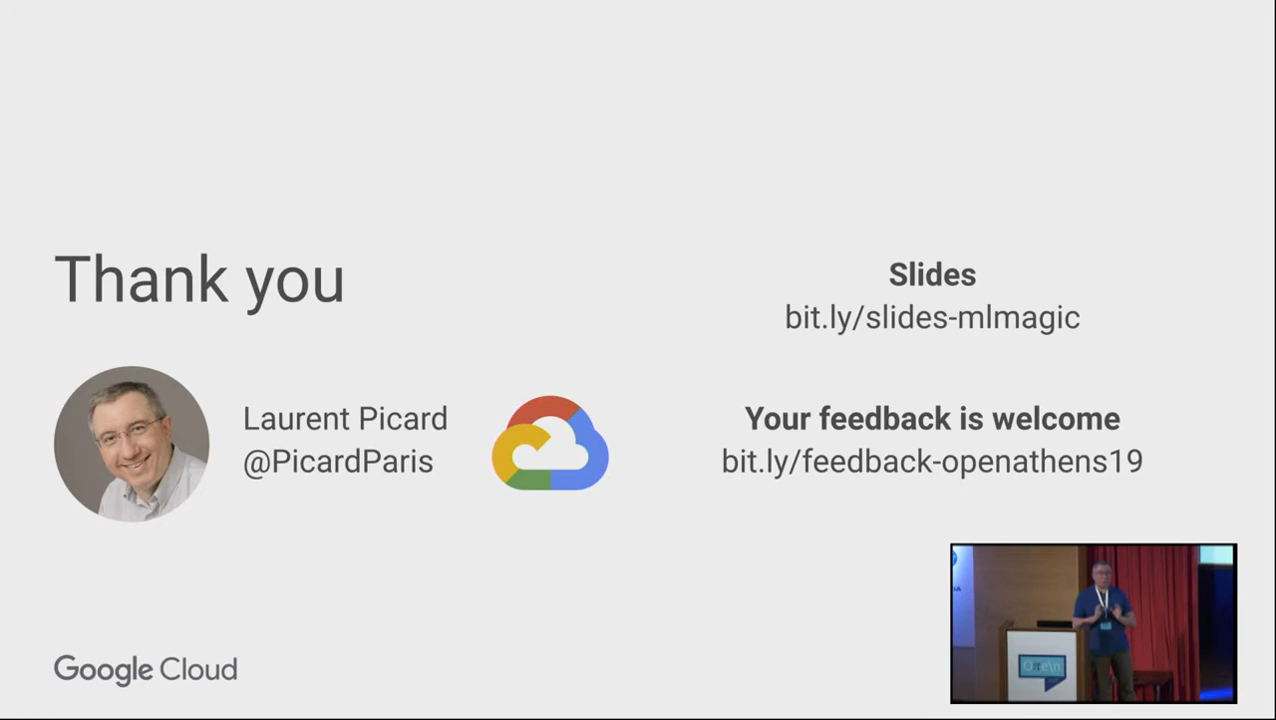 Thank you
Laurent Picard
@PicardParis
Slides
bit.ly/slides-mlmagic
Your feedback is welcome
bit.ly/feedback-openathens19
Google Cloud